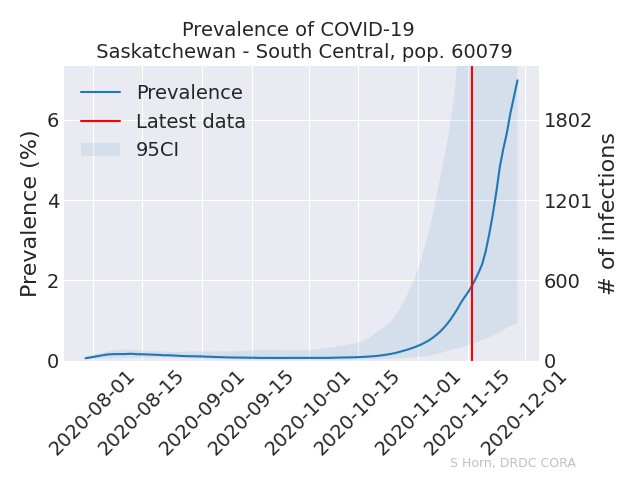 Prevalence of COVID-19
Saskatchewan - South Central, pop. 60079
Prevalence
Latest data
95CI
Prevalence (%)
6
4
2
0
1802
1201
600
0
# of infections
2020-08-01
2020-08-15
2020-09-01
2020-09-15
2020-10-01
2020-10-15
2020-11-01
2020-11-15
2020-12-01
S Horn, DRDC CORA